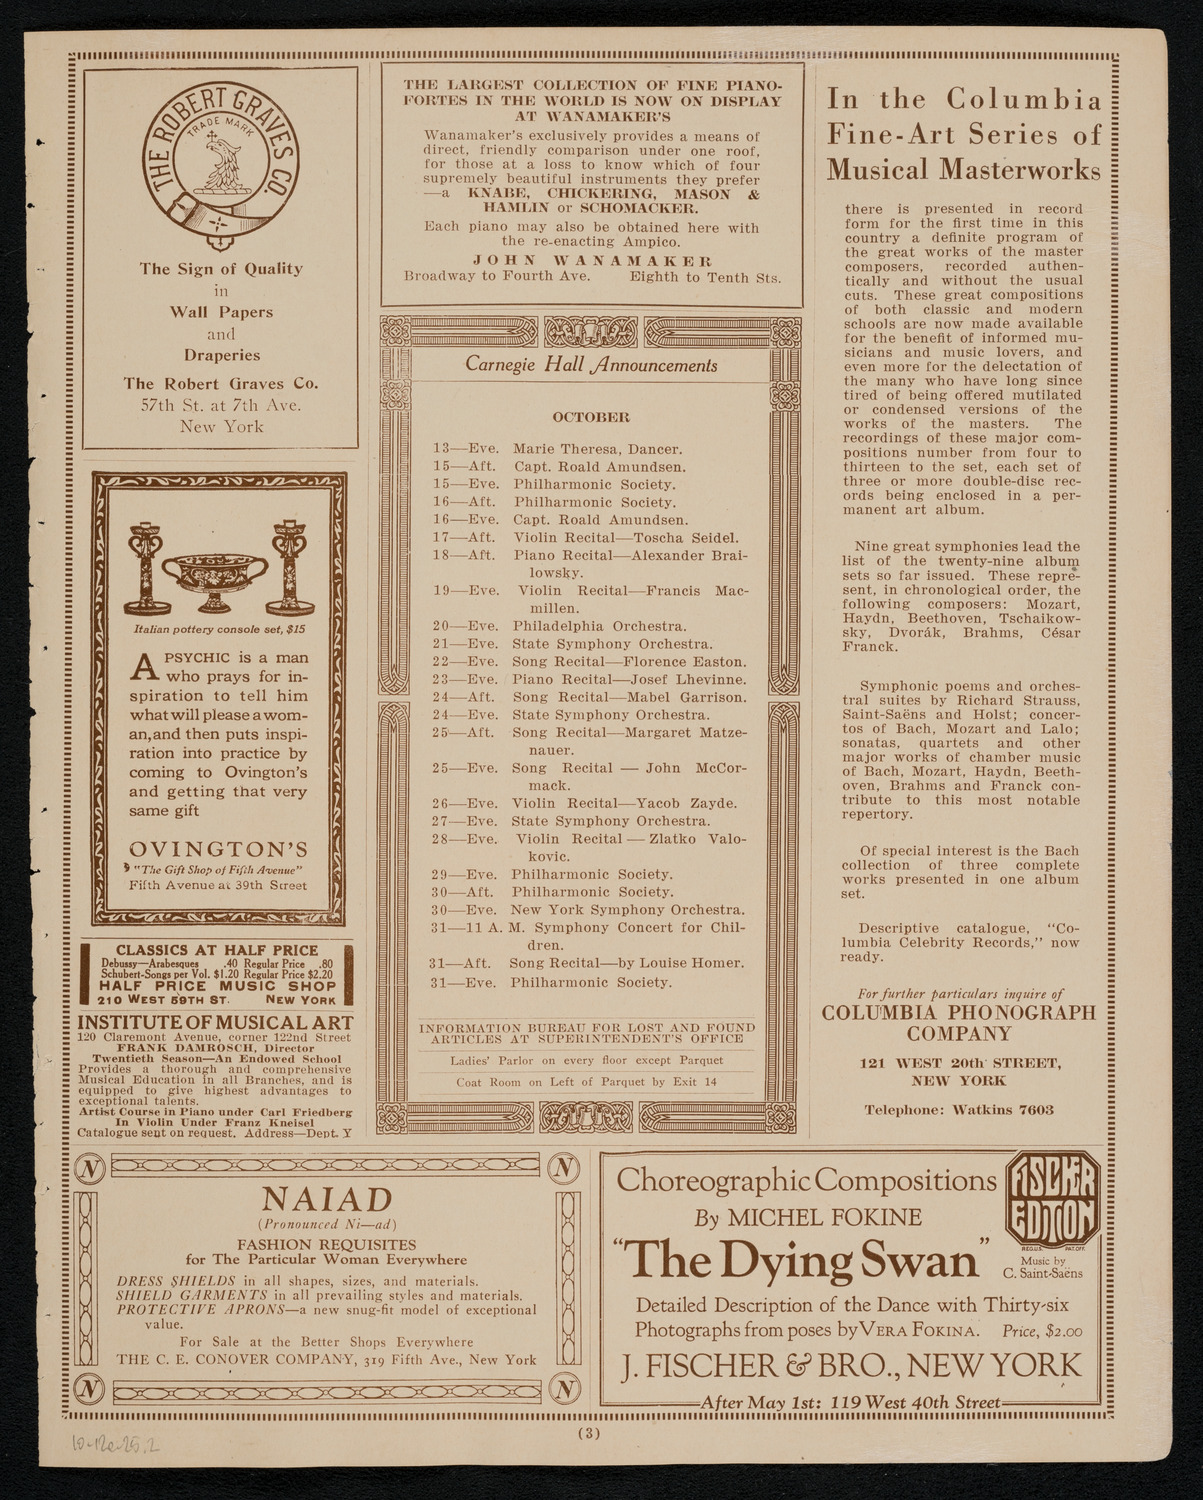 THE ROBERT GRAVES CO.
TRADE MARK
The Sign of Quality
in
Wall Papers
and
Draperies
The Robert Graves Co.
57th St. at 7th Ave.
New York
Italian pottery console set, $15
A PSYCHIC is a man
who prays for in-
spiration to tell him
what will please a wom-
an, and then puts inspi-
ration into practice by
coming to Ovington's
and getting that very
same gift
OVINGTON'S
"The Gift Shop of Fifth Avenue"
Fifth Avenue at 39th Street
CLASSICS AT HALF PRICE
Debussy—Arabesques .40 Regular Price .80
Schubert-Songs per Vol. $1.20 Regular Price $2.20
HALF PRICE MUSIC SHOP
210 WEST 59TH ST. NEW YORK
INSTITUTE OF MUSICAL ART
120 Claremont Avenue, corner 122nd Street
FRANK DAMROSCH, Director
Twentieth Season—An Endowed School
Provides a thorough and comprehensive
Musical Education in all Branches, and is
equipped to give highest advantages to
exceptional talents.
Artist Course in Piano under Carl Friedberg
In Violin Under Franz Kneisel
Catalogue sent on request. Address—Dept. Y
THE LARGEST COLLECTION OF FINE PIANO-
FORTES IN THE WORLD IS NOW ON DISPLAY
AT WANAMAKER'S
Wanamaker's exclusively provides a means of
direct, friendly comparison under one roof,
for those at a loss to know which of four
supremely beautiful instruments they prefer
—a KNABE, CHICKERING, MASON &
HAMLIN or SCHOMACKER.
Each piano may also be obtained here with
the re-enacting Ampico.
JOHN WANAMAKER
Broadway to Fourth Ave. Eighth to Tenth Sts.
Carnegie Hall Announcements
OCTOBER
13—Eve. Marie Theresa, Dancer.
15—Aft. Capt. Roald Amundsen.
15—Eve. Philharmonic Society.
16—Aft. Philharmonic Society.
16—Eve. Capt. Roald Amundsen.
17—Aft. Violin Recital—Toscha Seidel.
18—Aft. Piano Recital—Alexander Brai-
lowsky.
19—Eve. Violin Recital—Francis Mac-
millen.
20—Eve. Philadelphia Orchestra.
21—Eve. State Symphony Orchestra.
22—Eve. Song Recital—Florence Easton.
23—Eve. Piano Recital—Josef Lhevinne.
24—Aft. Song Recital—Mabel Garrison.
24—Eve. State Symphony Orchestra.
25—Aft. Song Recital—Margaret Matze-
nauer.
25—Eve. Song Recital — John McCor-
mack.
26—Eve. Violin Recital—Yacob Zayde.
27—Eve. State Symphony Orchestra.
28—Eve. Violin Recital — Zlatko Valo-
kovic.
29—Eve. Philharmonic Society.
30—Aft. Philharmonic Society.
30—Eve. New York Symphony Orchestra.
31—11 A. M. Symphony Concert for Chil-
dren.
31—Aft. Song Recital—by Louise Homer.
31—Eve. Philharmonic Society.
INFORMATION BUREAU FOR LOST AND FOUND
ARTICLES AT SUPERINTENDENT'S OFFICE
Ladies' Parlor on every floor except Parquet
Coat Room on Left of Parquet by Exit 14
In the Columbia
Fine-Art Series of
Musical Masterworks
there is presented in record
form for the first time in this
country a definite program of
the great works of the master
composers, recorded authen-
tically and without the usual
cuts. These great compositions
of both classic and modern
schools are now made available
for the benefit of informed mu-
sicians and music lovers, and
even more for the delectation of
the many who have long since
tired of being offered mutilated
or condensed versions of the
works of the masters. The
recordings of these major com-
positions number from four to
thirteen to the set, each set of
three or more double-disc rec-
ords being enclosed in a per-
manent art album.
Nine great symphonies lead the
list of the twenty-nine album
sets so far issued. These repre-
sent, in chronological order, the
following composers: Mozart,
Haydn, Beethoven, Tschaikow-
sky, Dvorák, Brahms, César
Franck.
Symphonic poems and orches-
tral suites by Richard Strauss,
Saint-Saëns and Holst; concer-
tos of Bach, Mozart and Lalo;
sonatas, quartets and other
major works of chamber music
of Bach, Mozart, Haydn, Beeth-
oven, Brahms and Franck con-
tribute to this most notable
repertory.
Of special interest is the Bach
collection of three complete
works presented in one album
set.
Descriptive catalogue, "Co-
lumbia Celebrity Records," now
ready.
For further particulars inquire of
COLUMBIA PHONOGRAPH
COMPANY
121 WEST 20th STREET,
NEW YORK
Telephone: Watkins 7603
N N
NAIAD
(Pronounced Ni—ad)
FASHION REQUISITES
for The Particular Woman Everywhere
DRESS SHIELDS in all shapes, sizes, and materials.
SHIELD GARMENTS in all prevailing styles and materials.
PROTECTIVE APRONS—a new snug-fit model of exceptional
value.
For Sale at the Better Shops Everywhere
THE C. E. CONOVER COMPANY, 319 Fifth Ave., New York
N N
Choreographic Compositions
By MICHEL FOKINE
"The Dying Swan"
FISCHER
EDITION
REG.U.S. PAT.OFF.
Music by
C. Saint-Saëns
Detailed Description of the Dance with Thirty-six
Photographs from poses by VERA FOKINA. Price, $2.00
J. FISCHER & BRO., NEW YORK
After May 1st: 119 West 40th Street
(3)
10-12e-25.2